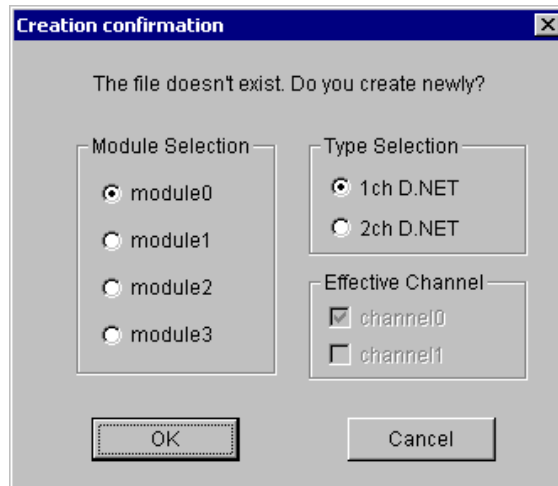 Creation confirmation
The file doesn't exist. Do you create newly?
Module Selection
module0
module1
module2
module3
Type Selection
1ch D.NET
2ch D.NET
Effective Channel
channel0
channel1
OK
Cancel